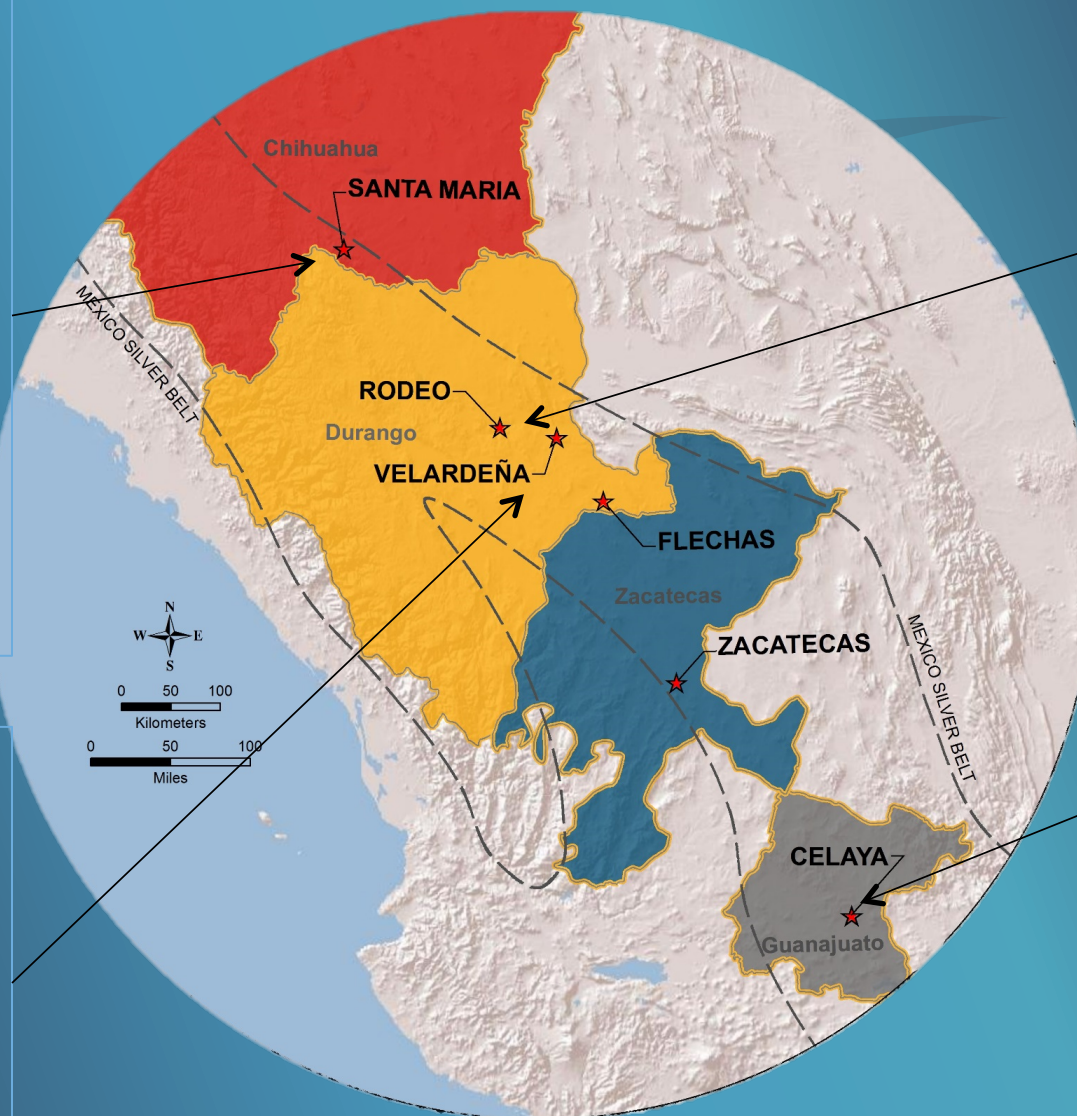 Chihuahua
SANTA MARIA
MEXICO SILVER BELT
RODEO
Durango
VELARDEÑA
FLECHAS
Zacatecas
ZACATECAS
N
W E
S
0 50 100
Kilometers
0 50 100
Miles
MEXICO SILVER BELT
CELAYA
Guanajuato